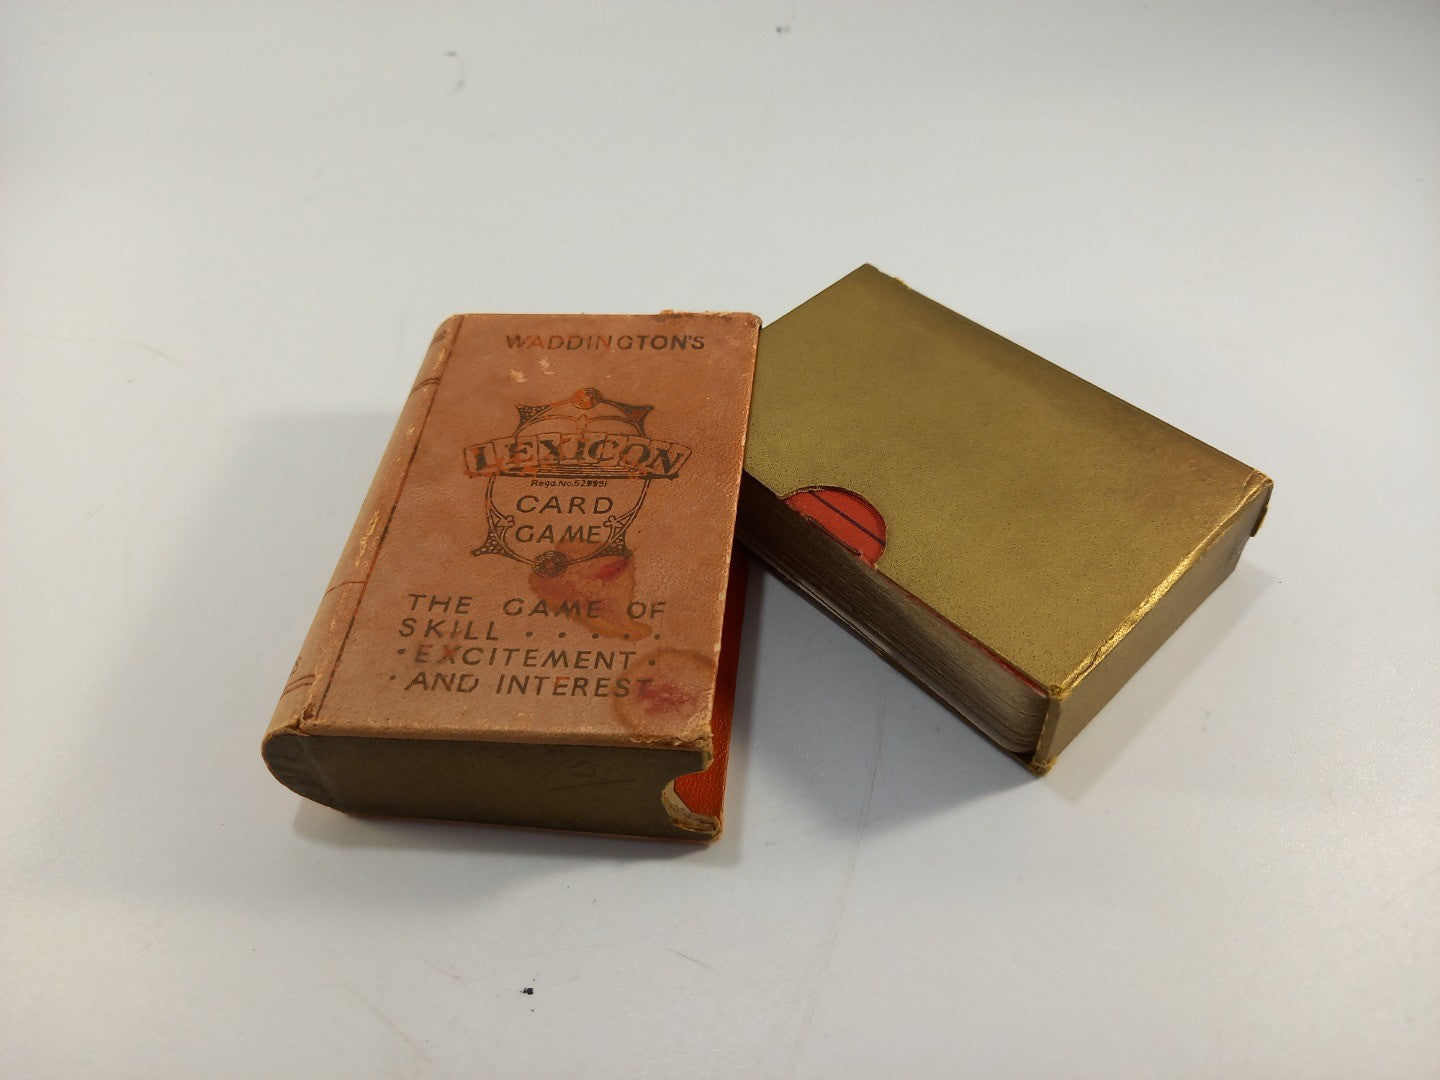 WADDINGTON'S
LEXICON
Regd. No. 529991
CARD
GAME
THE GAME OF
SKILL . . . . .
· EXCITEMENT ·
· AND INTEREST